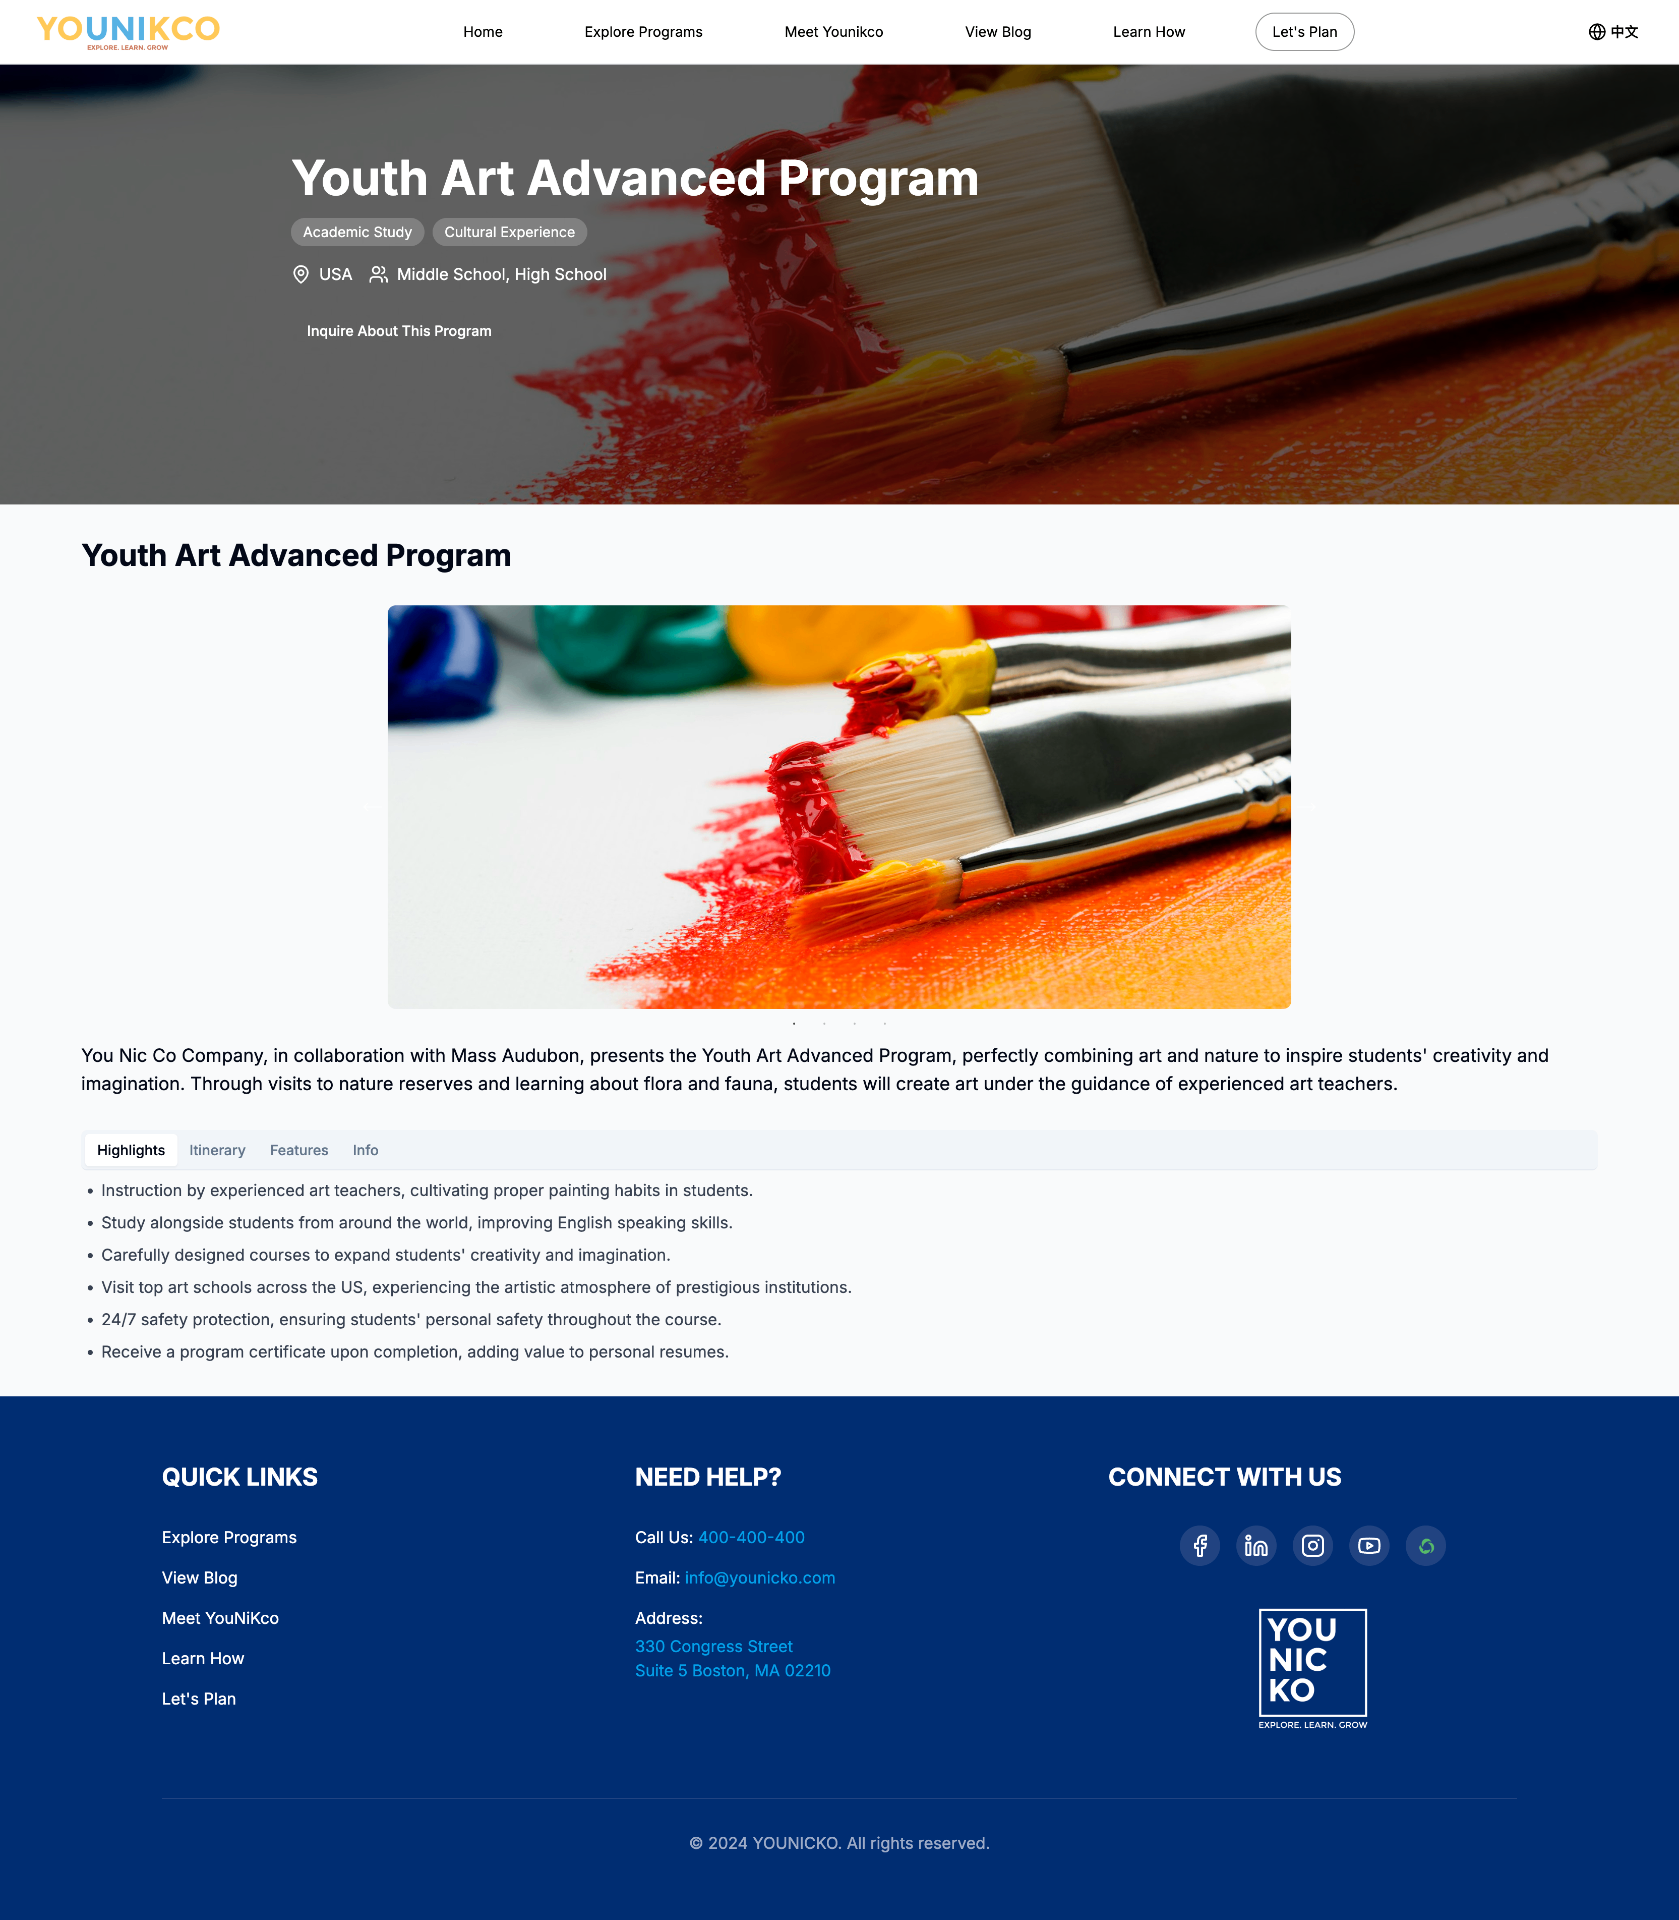 YOUNIKCO
EXPLORE. LEARN. GROW
Home
Explore Programs
Meet Younikco
View Blog
Learn How
Let's Plan
中文
Youth Art Advanced Program
Academic Study
Cultural Experience
USA
Middle School, High School
Inquire About This Program
Youth Art Advanced Program
You Nic Co Company, in collaboration with Mass Audubon, presents the Youth Art Advanced Program, perfectly combining art and nature to inspire students' creativity and
imagination. Through visits to nature reserves and learning about flora and fauna, students will create art under the guidance of experienced art teachers.
Highlights
Itinerary
Features
Info
• Instruction by experienced art teachers, cultivating proper painting habits in students.
• Study alongside students from around the world, improving English speaking skills.
• Carefully designed courses to expand students' creativity and imagination.
• Visit top art schools across the US, experiencing the artistic atmosphere of prestigious institutions.
• 24/7 safety protection, ensuring students' personal safety throughout the course.
• Receive a program certificate upon completion, adding value to personal resumes.
QUICK LINKS
Explore Programs
View Blog
Meet YouNiKco
Learn How
Let's Plan
NEED HELP?
Call Us: 400-400-400
Email: info@younicko.com
Address:
330 Congress Street
Suite 5 Boston, MA 02210
CONNECT WITH US
YOU
NIC
KO
EXPLORE. LEARN. GROW
© 2024 YOUNICKO. All rights reserved.